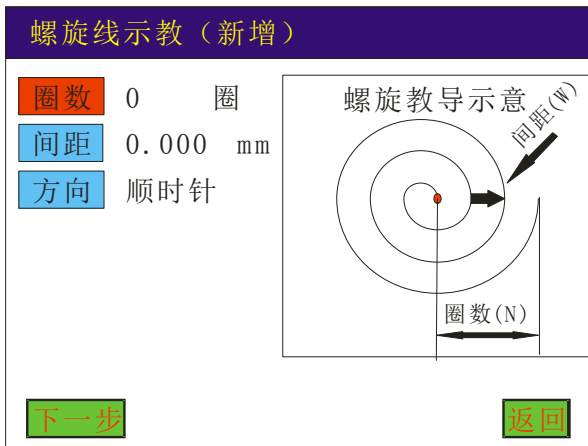 螺旋线示教（新增）
圈数 0 圈
间距 0.000 mm
方向 顺时针
螺旋教导示意
间距(W)
圈数(N)
下一步
返回